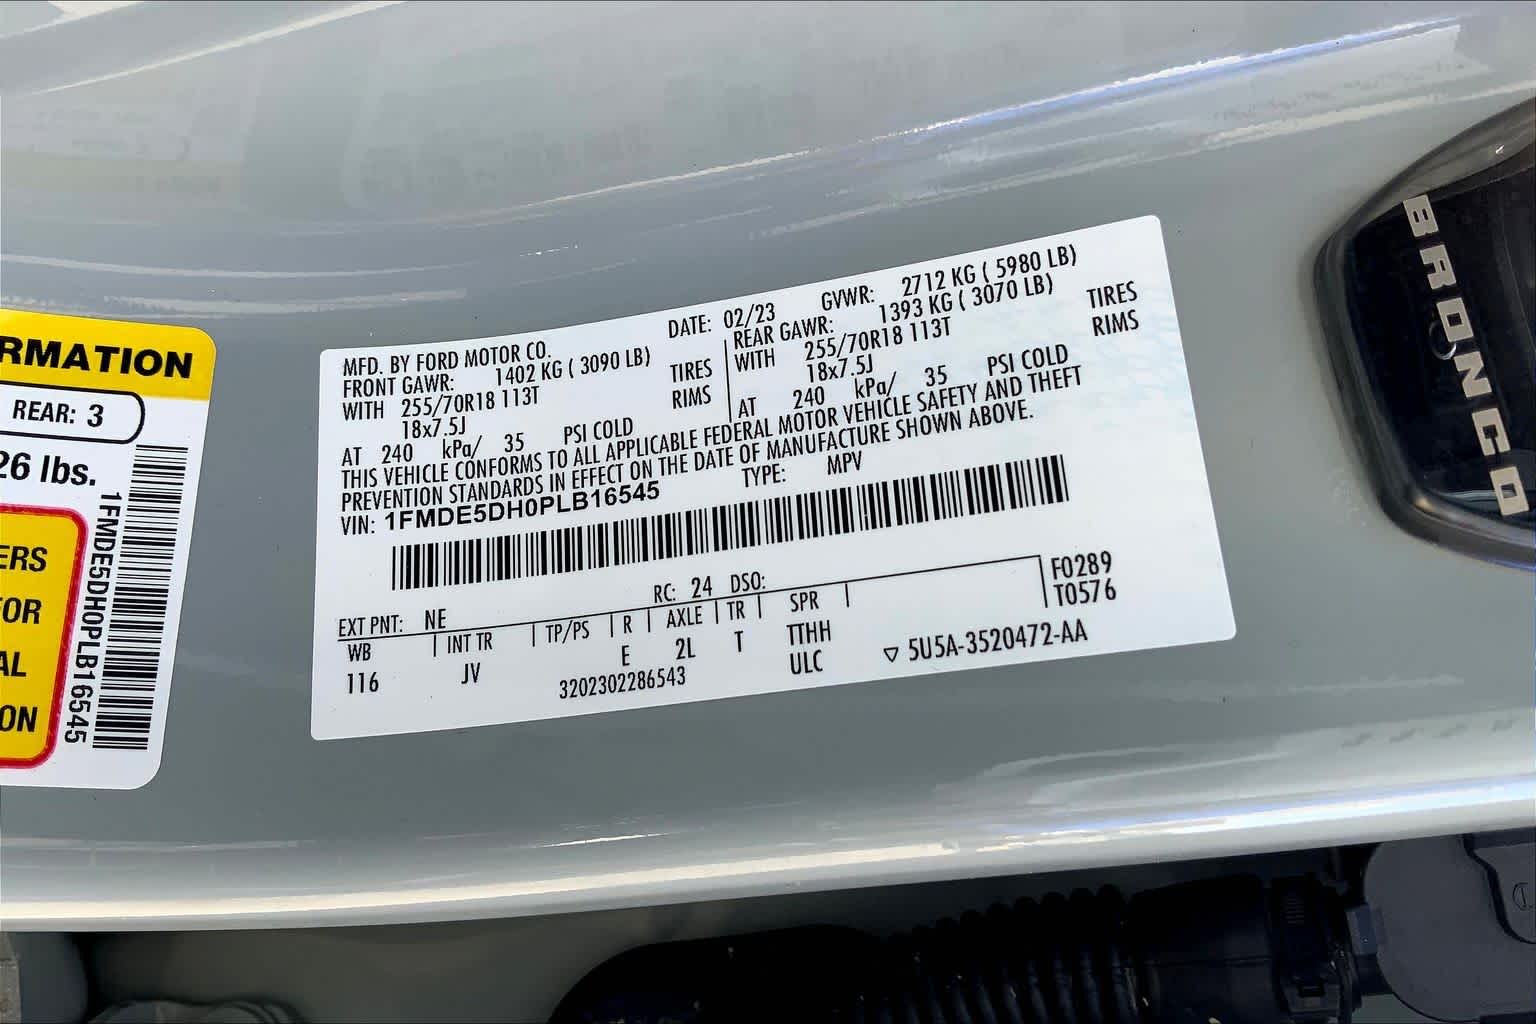 RMATION
REAR: 3
26 lbs.
ERS
FOR
AL
ON
1FMDE5DH0PLB16545
MFD. BY FORD MOTOR CO.
DATE: 02/23 GVWR: 2712 KG ( 5980 LB)
FRONT GAWR: 1402 KG ( 3090 LB) REAR GAWR: 1393 KG ( 3070 LB)
WITH 255/70R18 113T TIRES WITH 255/70R18 113T TIRES
18x7.5J RIMS 18x7.5J RIMS
AT 240 kPa/ 35 PSI COLD AT 240 kPa/ 35 PSI COLD
THIS VEHICLE CONFORMS TO ALL APPLICABLE FEDERAL MOTOR VEHICLE SAFETY AND THEFT
PREVENTION STANDARDS IN EFFECT ON THE DATE OF MANUFACTURE SHOWN ABOVE.
VIN: 1FMDE5DH0PLB16545 TYPE: MPV
F0289
T0576
EXT PNT: NE RC: 24 DSO:
WB INT TR TP/PS R AXLE TR SPR
116 JV E 2L T TTHH
ULC
3202302286543 ▽ 5U5A-3520472-AA
BRONCO